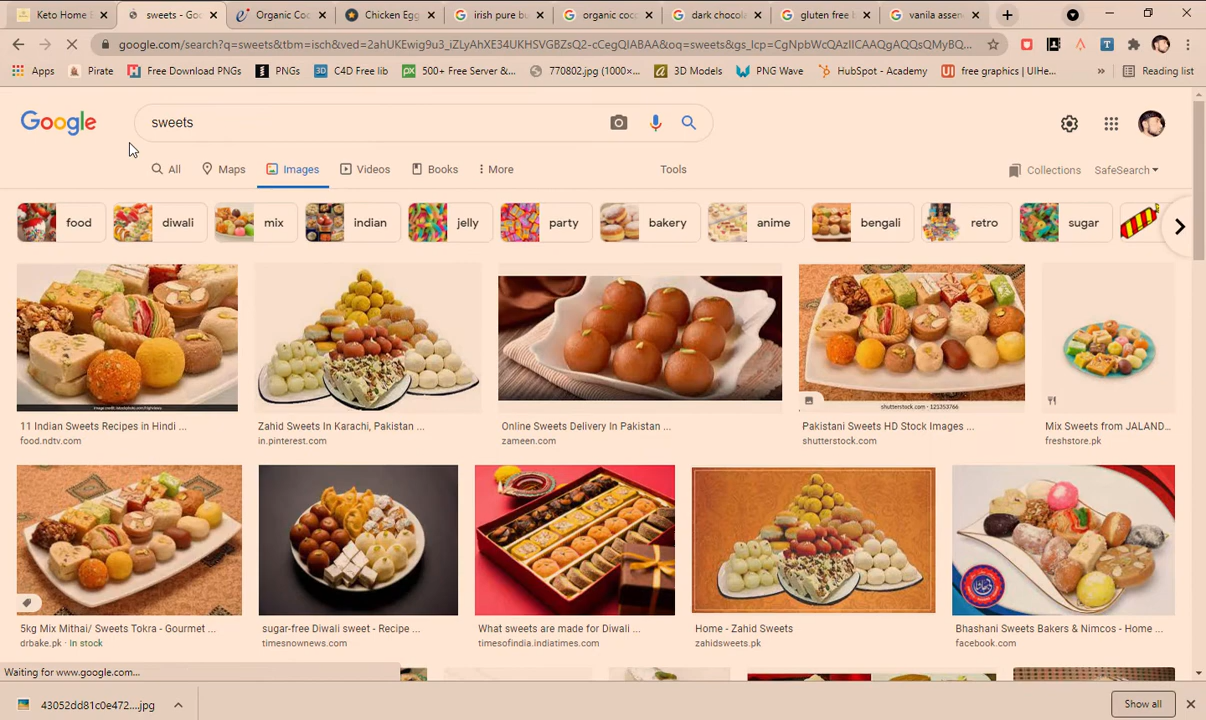 Keto Home B
sweets - Goo
Organic Coc
Chicken Egg
irish pure bu
organic coco
dark chocola
gluten free b
vanila assen
google.com/search?q=sweets&tbm=isch&ved=2ahUKEwig9u3_iZLyAhXE34UKHSVGBZsQ2-cCegQIABAA&oq=sweets&gs_lcp=CgNpbWcQAzIICAAQgAQQsQMyBQ...
Apps
Pirate
Free Download PNGs
PNGs
C4D Free lib
500+ Free Server &...
770802.jpg (1000×...
3D Models
PNG Wave
HubSpot - Academy
free graphics | UIHe...
»
Reading list
Google
sweets
All
Maps
Images
Videos
Books
More
Tools
Collections
SafeSearch
food
diwali
mix
indian
jelly
party
bakery
anime
bengali
retro
sugar
11 Indian Sweets Recipes in Hindi ...
food.ndtv.com
Zahid Sweets In Karachi, Pakistan ...
in.pinterest.com
Online Sweets Delivery In Pakistan ...
zameen.com
shutterstock.com · 121353766
Pakistani Sweets HD Stock Images ...
shutterstock.com
Mix Sweets from JALAND...
freshstore.pk
5kg Mix Mithai/ Sweets Tokra - Gourmet ...
drbake.pk · In stock
sugar-free Diwali sweet - Recipe ...
timesnownews.com
What sweets are made for Diwali ...
timesofindia.indiatimes.com
Home - Zahid Sweets
zahidsweets.pk
Bhashani Sweets Bakers & Nimcos - Home ...
facebook.com
Waiting for www.google.com...
43052dd81c0e472....jpg
Show all